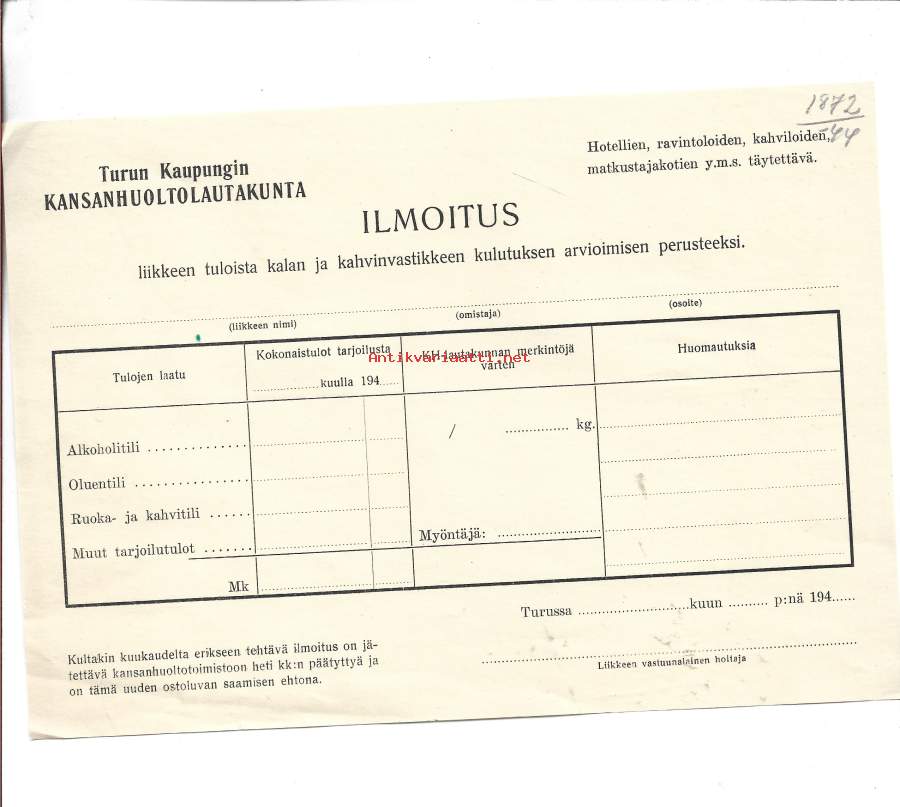 1872
-44
Hotellien, ravintoloiden, kahviloiden,
matkustajakotien y.m.s. täytettävä.
Turun Kaupungin
KANSANHUOLTOLAUTAKUNTA
ILMOITUS
liikkeen tuloista kalan ja kahvinvastikkeen kulutuksen arvioimisen perusteeksi.
(liikkeen nimi) (omistaja) (osoite)
Tulojen laatu
Kokonaistulot tarjoilusta
kuulla 194
KH-lautakunnan merkintöjä
varten
Huomautuksia
Antikvariaatti.net
Alkoholitili
/ kg.
Oluentili
Ruoka- ja kahvitili
Muut tarjoilutulot
Myöntäjä:
Mk
Turussa kuun p:nä 194
Kultakin kuukaudelta erikseen tehtävä ilmoitus on jä-
tettävä kansanhuoltotoimistoon heti kk:n päätyttyä ja
on tämä uuden ostoluvan saamisen ehtona.
Liikkeen vastuunalainen hoitaja